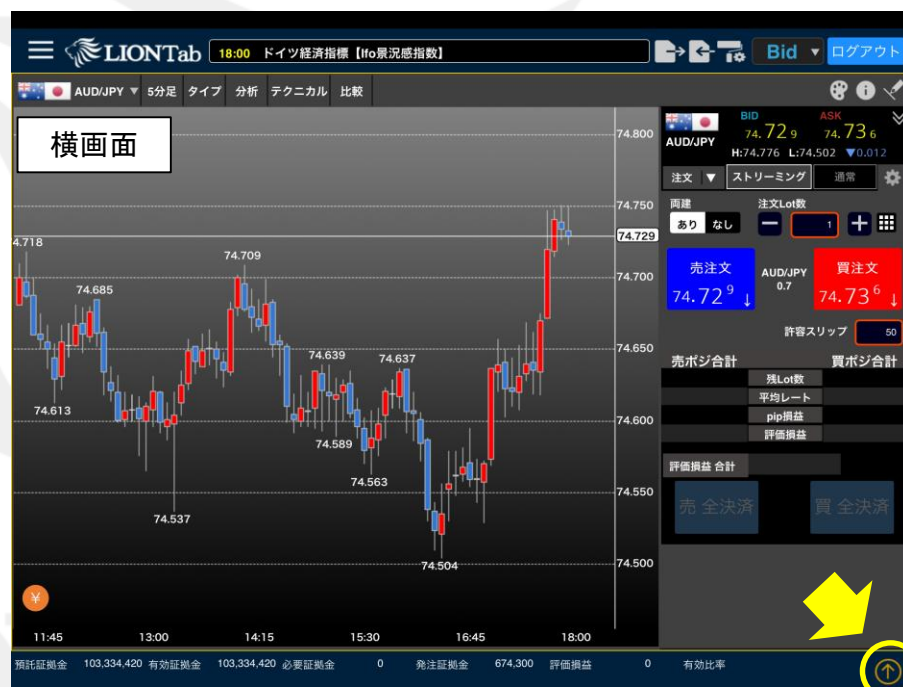 LIONTab 18:00 ドイツ経済指標【Ifo景況感指数】 Bid ▼ ログアウト
AUD/JPY ▼ 5分足 タイプ 分析 テクニカル 比較
横画面
74.800
74.750
74.729
74.700
74.650
74.600
74.550
74.500
4.718
74.709
74.685
74.639
74.637
74.613
74.589
74.563
74.537
74.504
¥
11:45 13:00 14:15 15:30 16:45 18:00
BID ASK
AUD/JPY 74.729 74.736
H:74.776 L:74.502 ▼0.012
注文 ▼ ストリーミング 通常
両建 注文Lot数
あり なし 1
売注文 AUD/JPY 買注文
74.729 ↓ 0.7 74.736 ↓
許容スリップ 50
売ポジ合計 買ポジ合計
残Lot数
平均レート
pip損益
評価損益
評価損益 合計
売 全決済 買 全決済
預託証拠金 103,334,420 有効証拠金 103,334,420 必要証拠金 0 発注証拠金 674,300 評価損益 0 有効比率